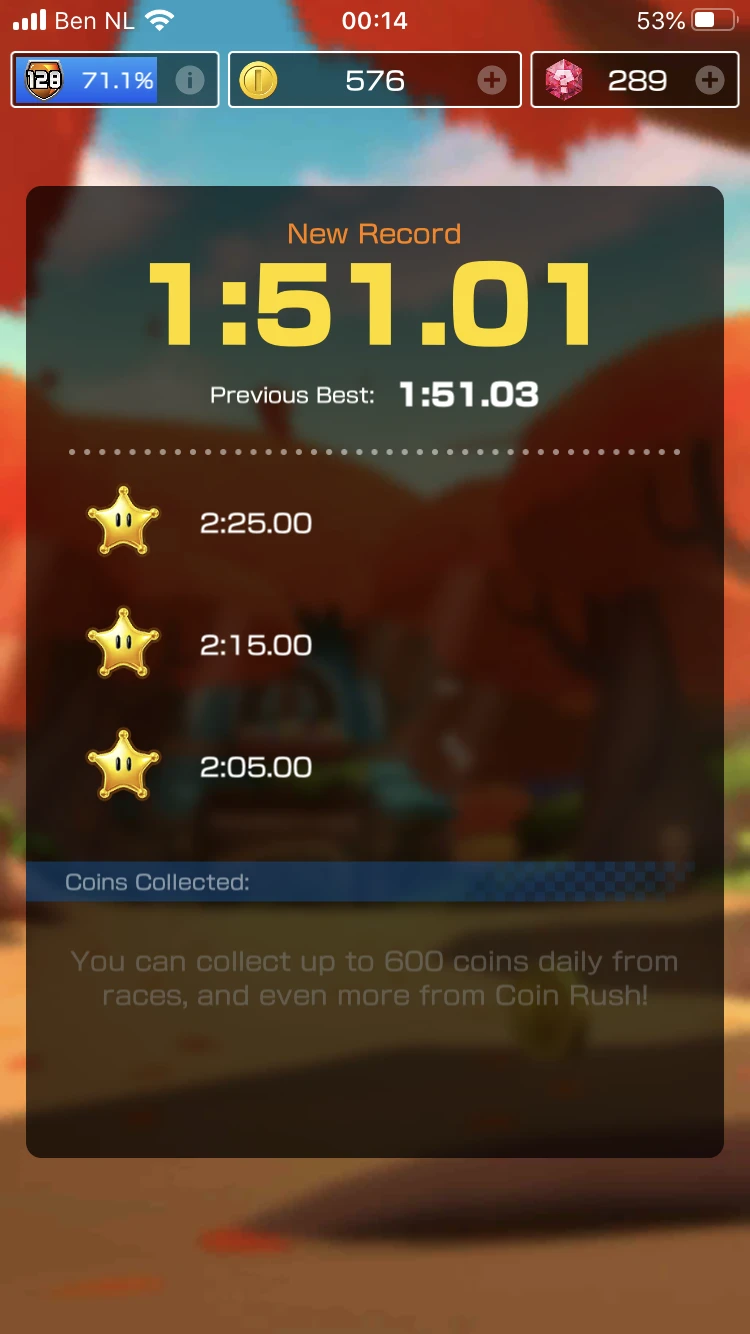 Ben NL 00:14 53%
128 71.1% i 576 + ? 289 +
New Record
1:51.01
Previous Best: 1:51.03
2:25.00
2:15.00
2:05.00
Coins Collected:
You can collect up to 600 coins daily from
races, and even more from Coin Rush!